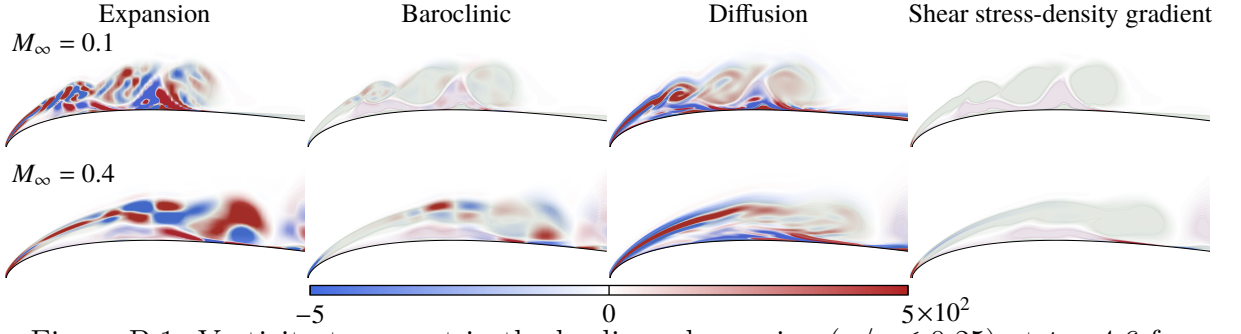 Expansion Baroclinic Diffusion Shear stress-density gradient
M∞ = 0.1
M∞ = 0.4
−5 0 5×10²